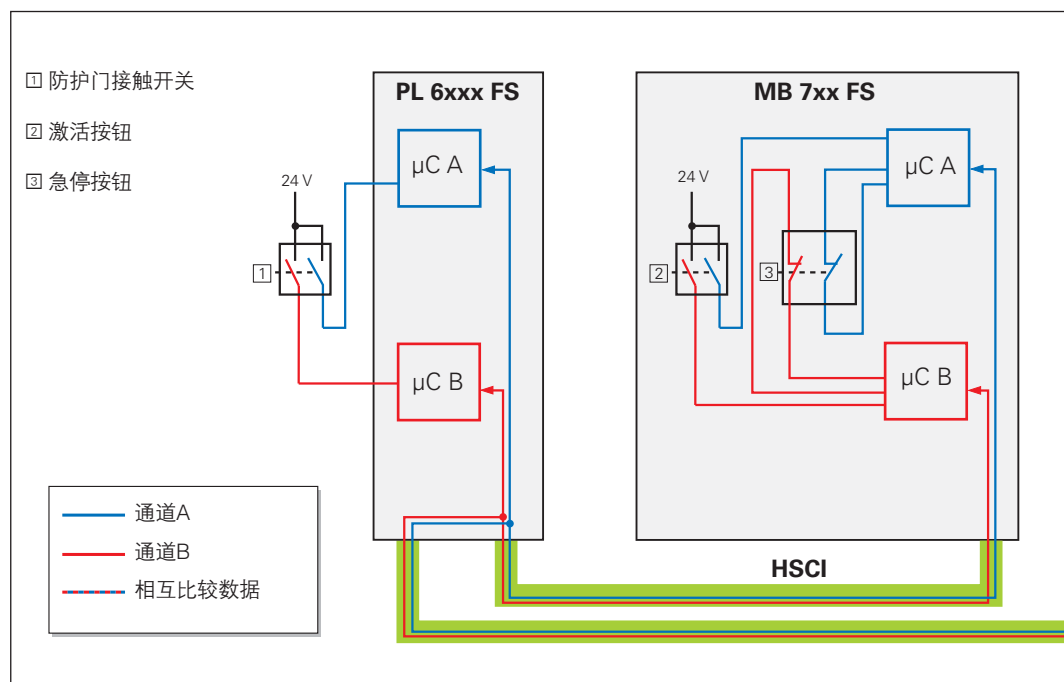 1 防护门接触开关
2 激活按钮
3 急停按钮
PL 6xxx FS
MB 7xx FS
µC A
µC A
24 V
24 V
1
2
3
µC B
µC B
通道A
通道B
相互比较数据
HSCI